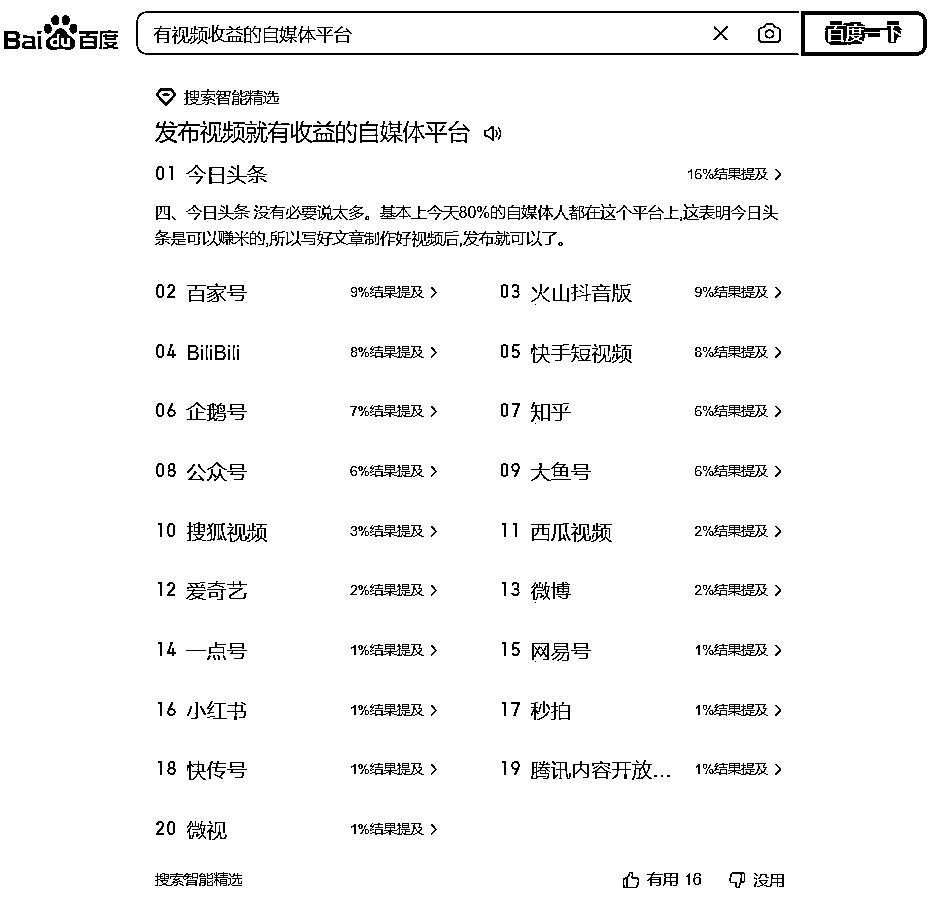 Bai du 百度 有视频收益的自媒体平台 百度一下
搜索智能精选
发布视频就有收益的自媒体平台
01 今日头条 16%结果提及
四、今日头条 没有必要说太多。基本上今天80%的自媒体人都在这个平台上,这表明今日头
条是可以赚米的,所以写好文章制作好视频后,发布就可以了。
02 百家号 9%结果提及 03 火山抖音版 9%结果提及
04 BiliBili 8%结果提及 05 快手短视频 8%结果提及
06 企鹅号 7%结果提及 07 知乎 6%结果提及
08 公众号 6%结果提及 09 大鱼号 6%结果提及
10 搜狐视频 3%结果提及 11 西瓜视频 2%结果提及
12 爱奇艺 2%结果提及 13 微博 2%结果提及
14 一点号 1%结果提及 15 网易号 1%结果提及
16 小红书 1%结果提及 17 秒拍 1%结果提及
18 快传号 1%结果提及 19 腾讯内容开放... 1%结果提及
20 微视 1%结果提及
搜索智能精选 有用 16 没用